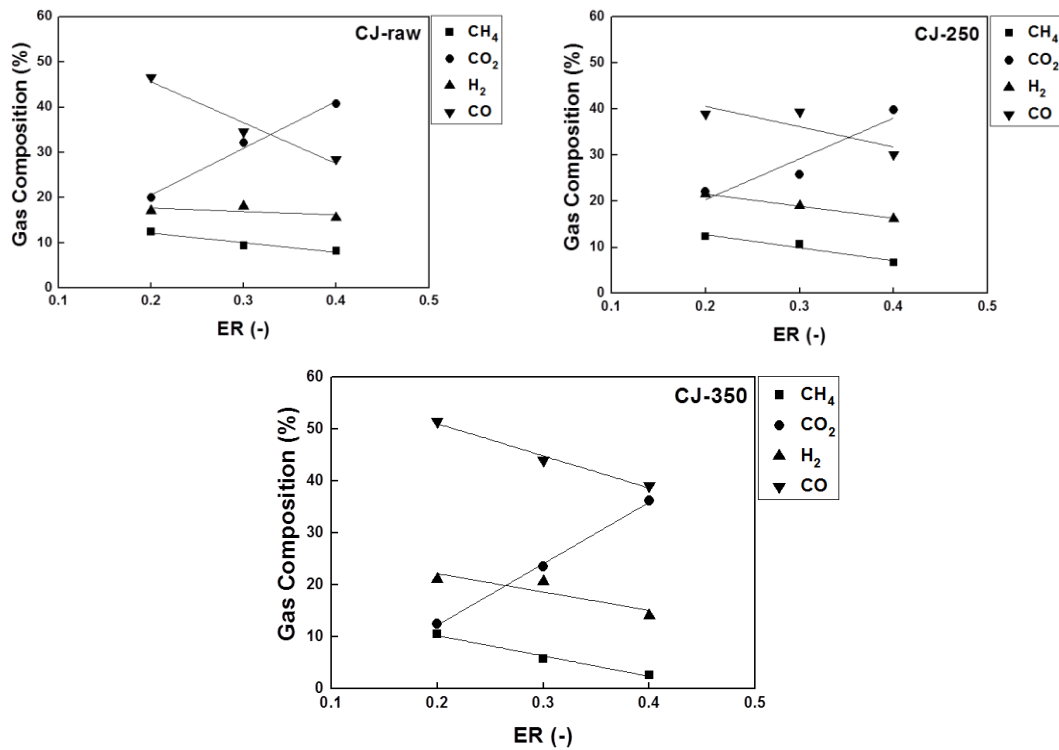 CJ-raw
Gas Composition (%)
60
50
40
30
20
10
0
0.1 0.2 0.3 0.4 0.5
ER (-)
CH4
CO2
H2
CO
CJ-250
Gas Composition (%)
60
50
40
30
20
10
0
0.1 0.2 0.3 0.4 0.5
ER (-)
CH4
CO2
H2
CO
CJ-350
Gas Composition (%)
60
50
40
30
20
10
0
0.1 0.2 0.3 0.4 0.5
ER (-)
CH4
CO2
H2
CO